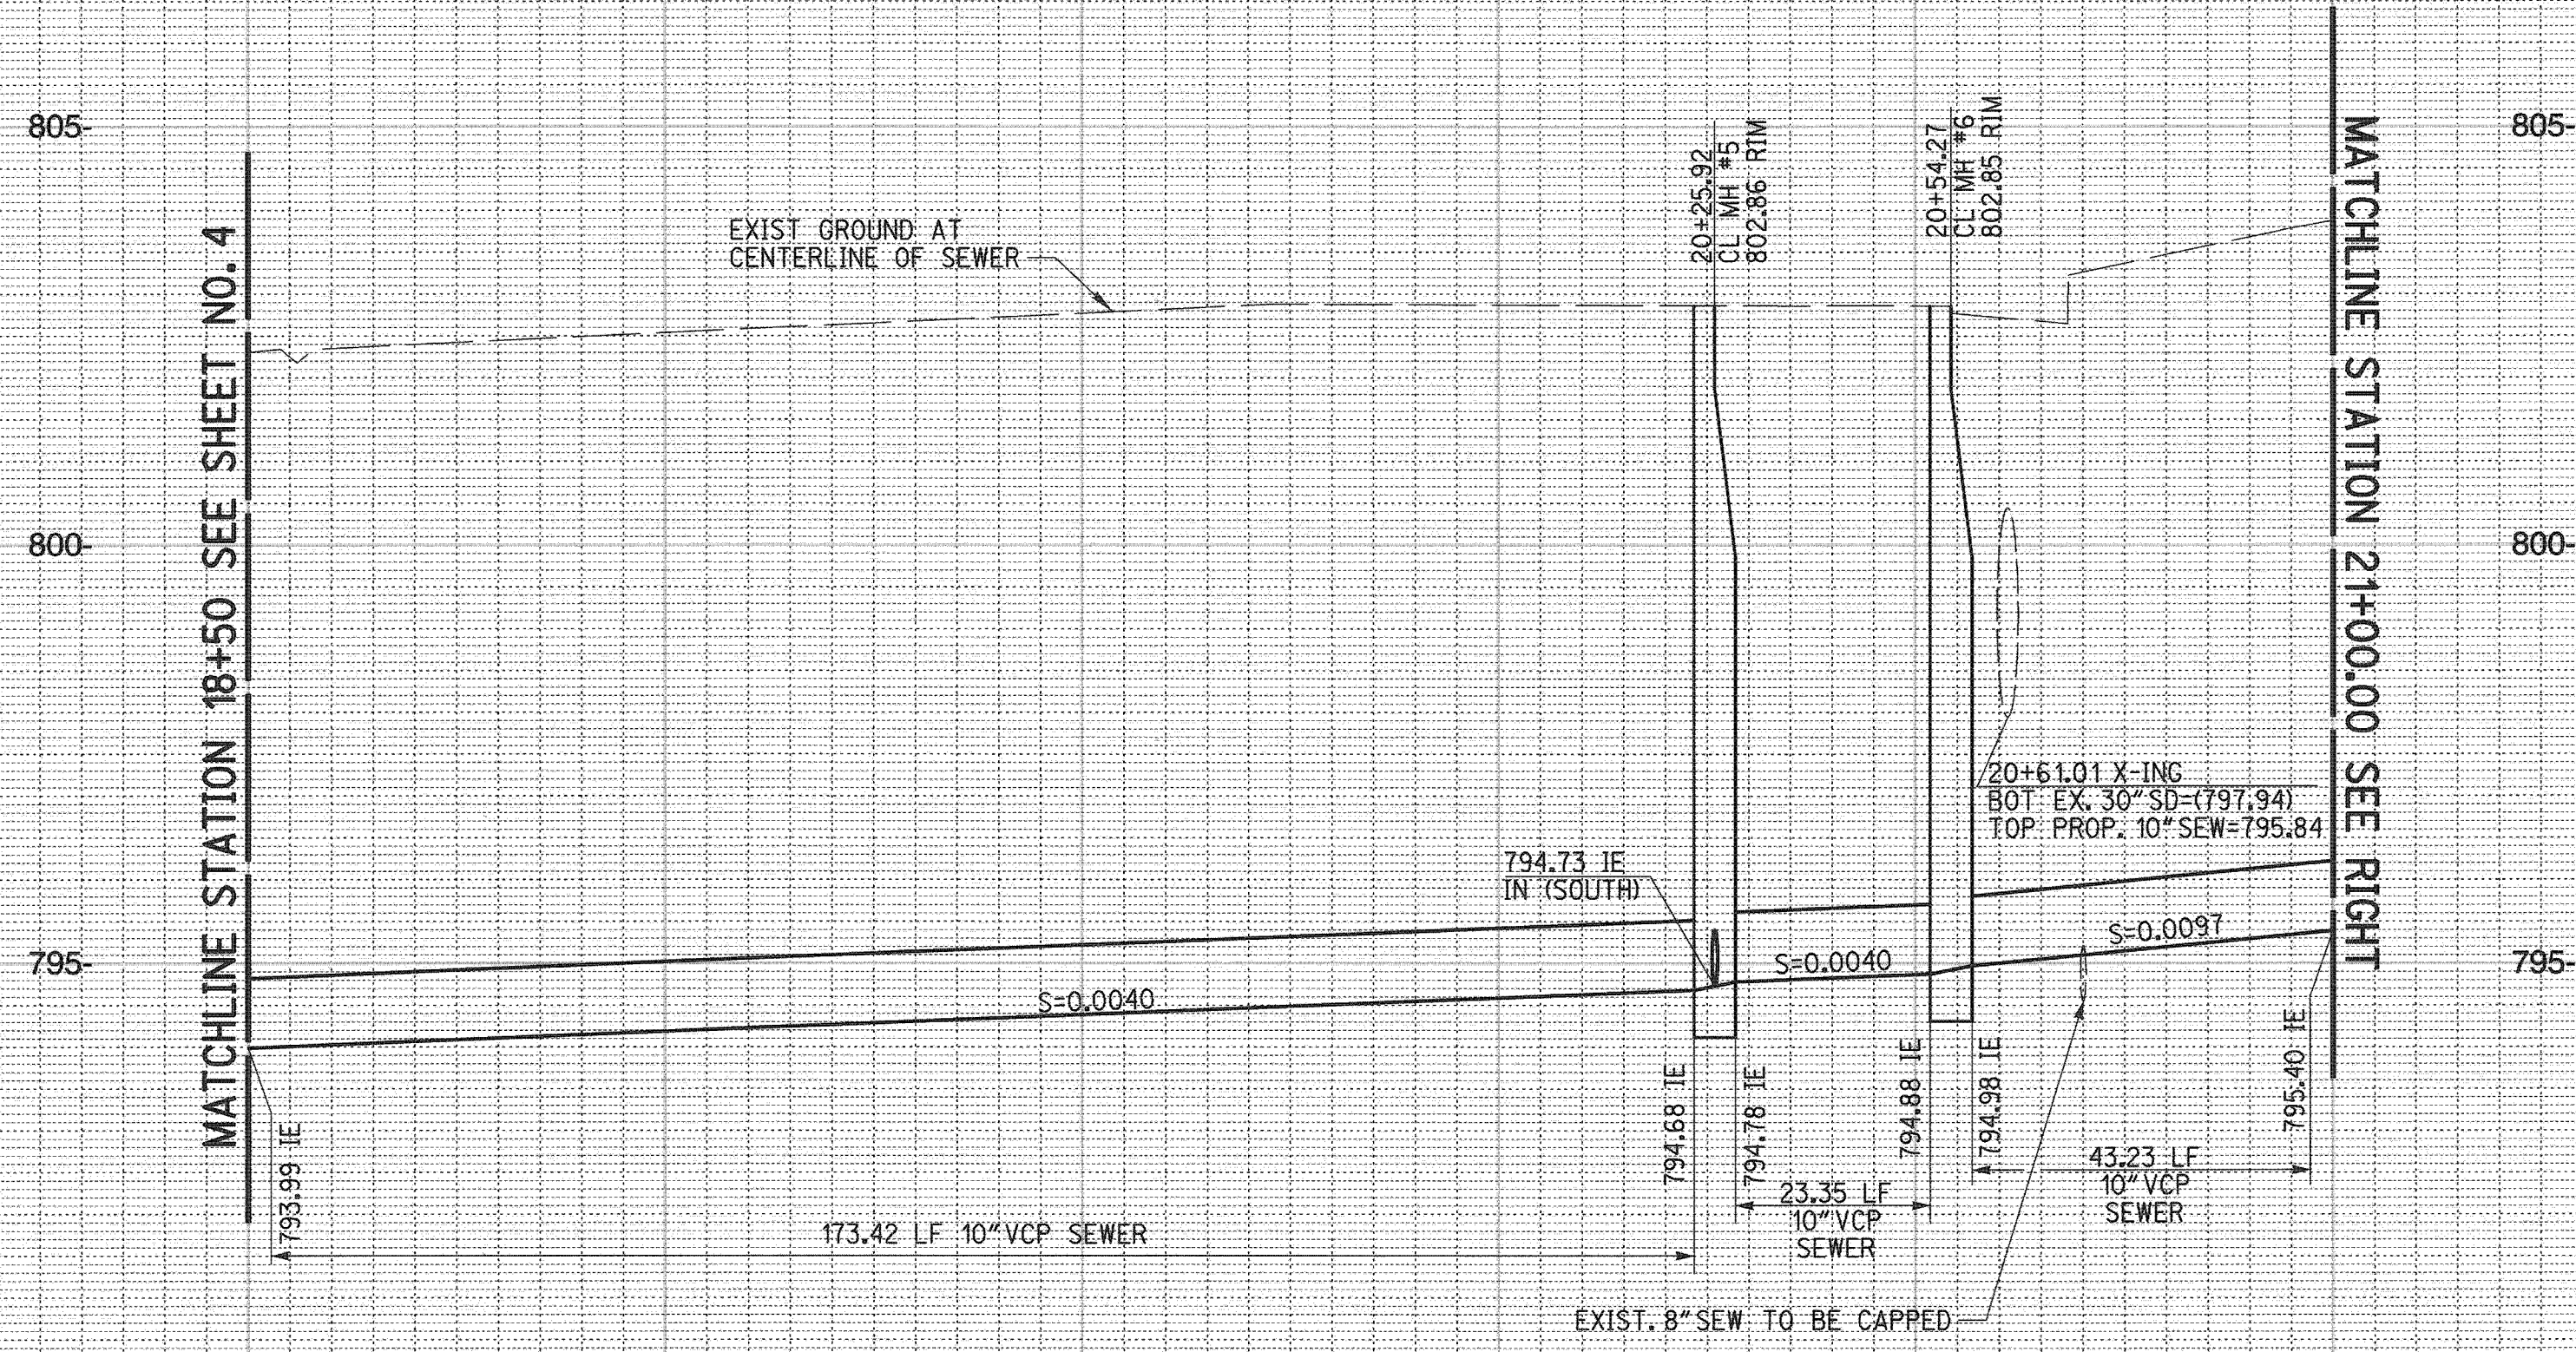 805-
800-
795-
MATCHLINE STATION 18+50 SEE SHEET NO. 4
EXIST GROUND AT
CENTERLINE OF SEWER
20+25.92
CL MH #5
802.86 RIM
20+54.27
CL MH #6
802.85 RIM
805-
800-
795-
MATCHLINE STATION 21+00.00 SEE RIGHT
20+61.01 X-ING
BOT EX. 30" SD=(797.94)
TOP PROP. 10" SEW=795.84
794.73 IE
IN (SOUTH)
S=0.0040
S=0.0040
S=0.0097
793.99 IE
794.68 IE
794.78 IE
794.88 IE
794.98 IE
795.40 IE
173.42 LF 10" VCP SEWER
23.35 LF
10" VCP
SEWER
43.23 LF
10" VCP
SEWER
EXIST. 8" SEW TO BE CAPPED